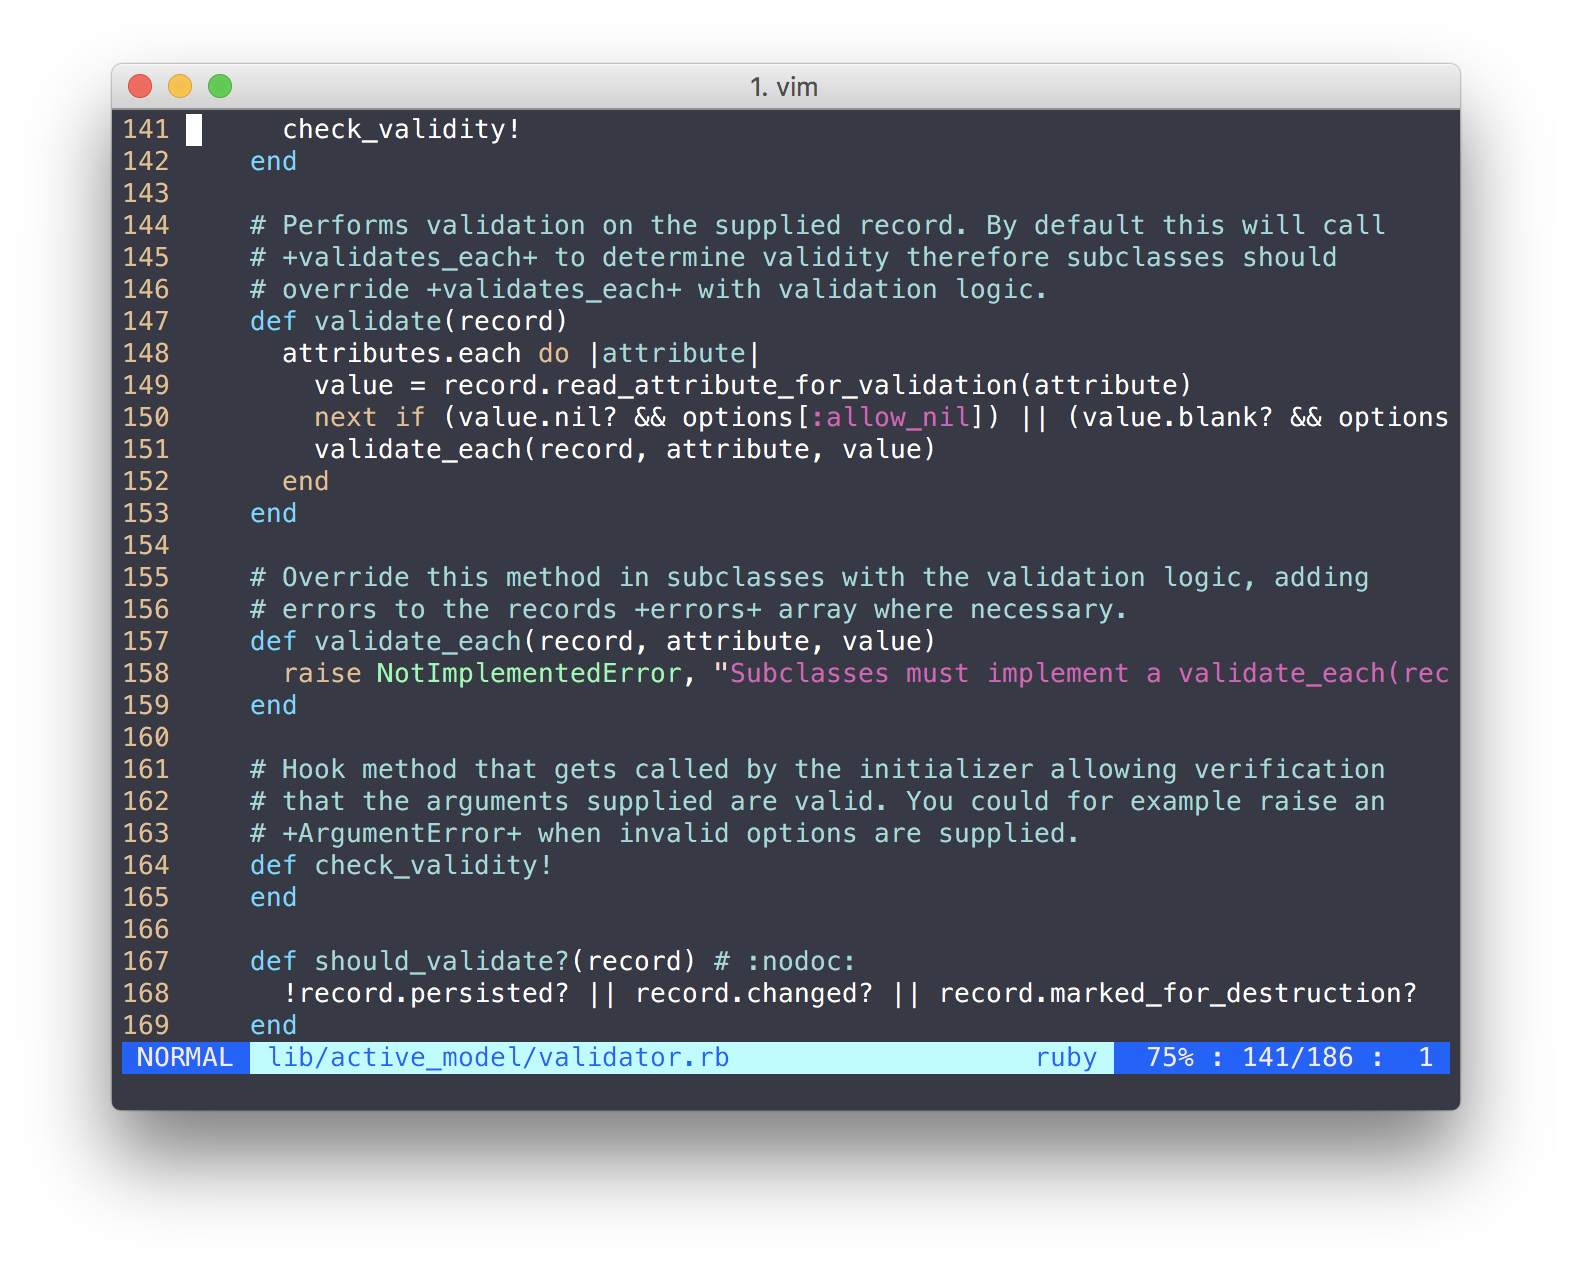 1. vim
141       check_validity!
142     end
143
144     # Performs validation on the supplied record. By default this will call
145     # +validates_each+ to determine validity therefore subclasses should
146     # override +validates_each+ with validation logic.
147     def validate(record)
148       attributes.each do |attribute|
149         value = record.read_attribute_for_validation(attribute)
150         next if (value.nil? && options[:allow_nil]) || (value.blank? && options
151         validate_each(record, attribute, value)
152       end
153     end
154
155     # Override this method in subclasses with the validation logic, adding
156     # errors to the records +errors+ array where necessary.
157     def validate_each(record, attribute, value)
158       raise NotImplementedError, "Subclasses must implement a validate_each(rec
159     end
160
161     # Hook method that gets called by the initializer allowing verification
162     # that the arguments supplied are valid. You could for example raise an
163     # +ArgumentError+ when invalid options are supplied.
164     def check_validity!
165     end
166
167     def should_validate?(record) # :nodoc:
168       !record.persisted? || record.changed? || record.marked_for_destruction?
169     end
NORMAL lib/active_model/validator.rb ruby 75% : 141/186 : 1